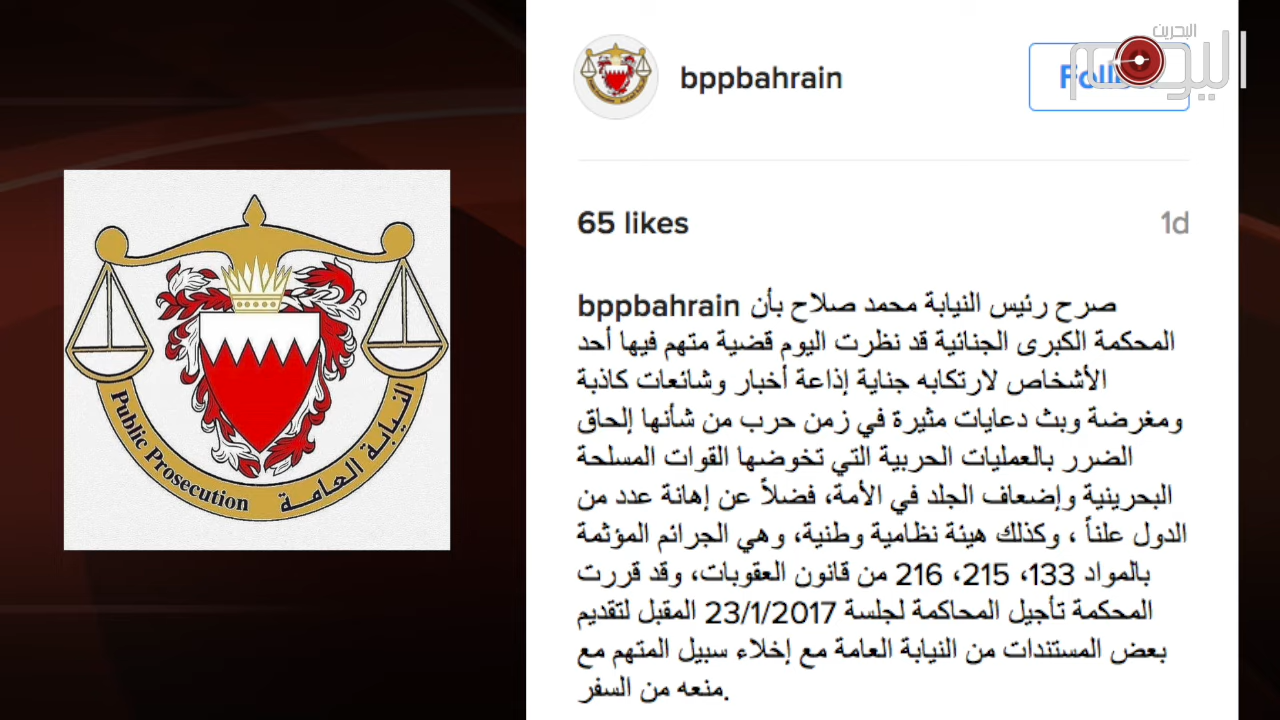 البحرين
اليوم
bppbahrain
65 likes
1d
bppbahrain صرح رئيس النيابة محمد صلاح بأن
المحكمة الكبرى الجنائية قد نظرت اليوم قضية متهم فيها أحد
الأشخاص لارتكابه جناية إذاعة أخبار وشائعات كاذبة
ومغرضة وبث دعايات مثيرة في زمن حرب من شأنها إلحاق
الضرر بالعمليات الحربية التي تخوضها القوات المسلحة
البحرينية وإضعاف الجلد في الأمة، فضلاً عن إهانة عدد من
الدول علناً ، وكذلك هيئة نظامية وطنية، وهي الجرائم المؤثمة
بالمواد 133، 215، 216 من قانون العقوبات، وقد قررت
المحكمة تأجيل المحاكمة لجلسة 23/1/2017 المقبل لتقديم
بعض المستندات من النيابة العامة مع إخلاء سبيل المتهم مع
منعه من السفر.
Public Prosecution
النيابة العامة